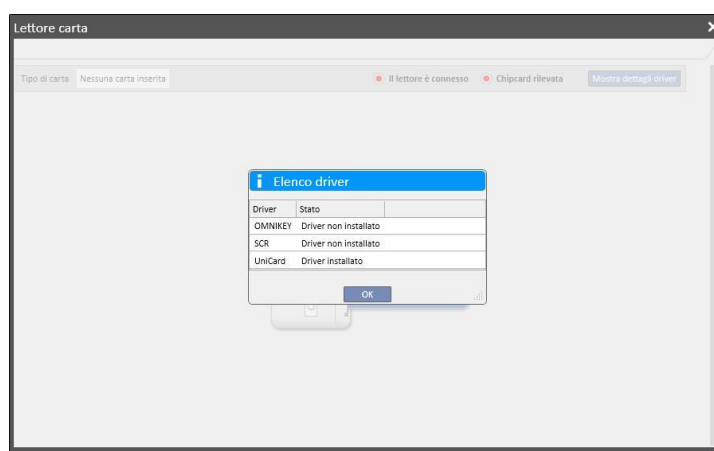 Lettore carta
Tipo di carta Nessuna carta inserita Il lettore è connesso Chipcard rilevata Mostra dettagli driver
Elenco driver
Driver Stato
OMNIKEY Driver non installato
SCR Driver non installato
UniCard Driver installato
OK